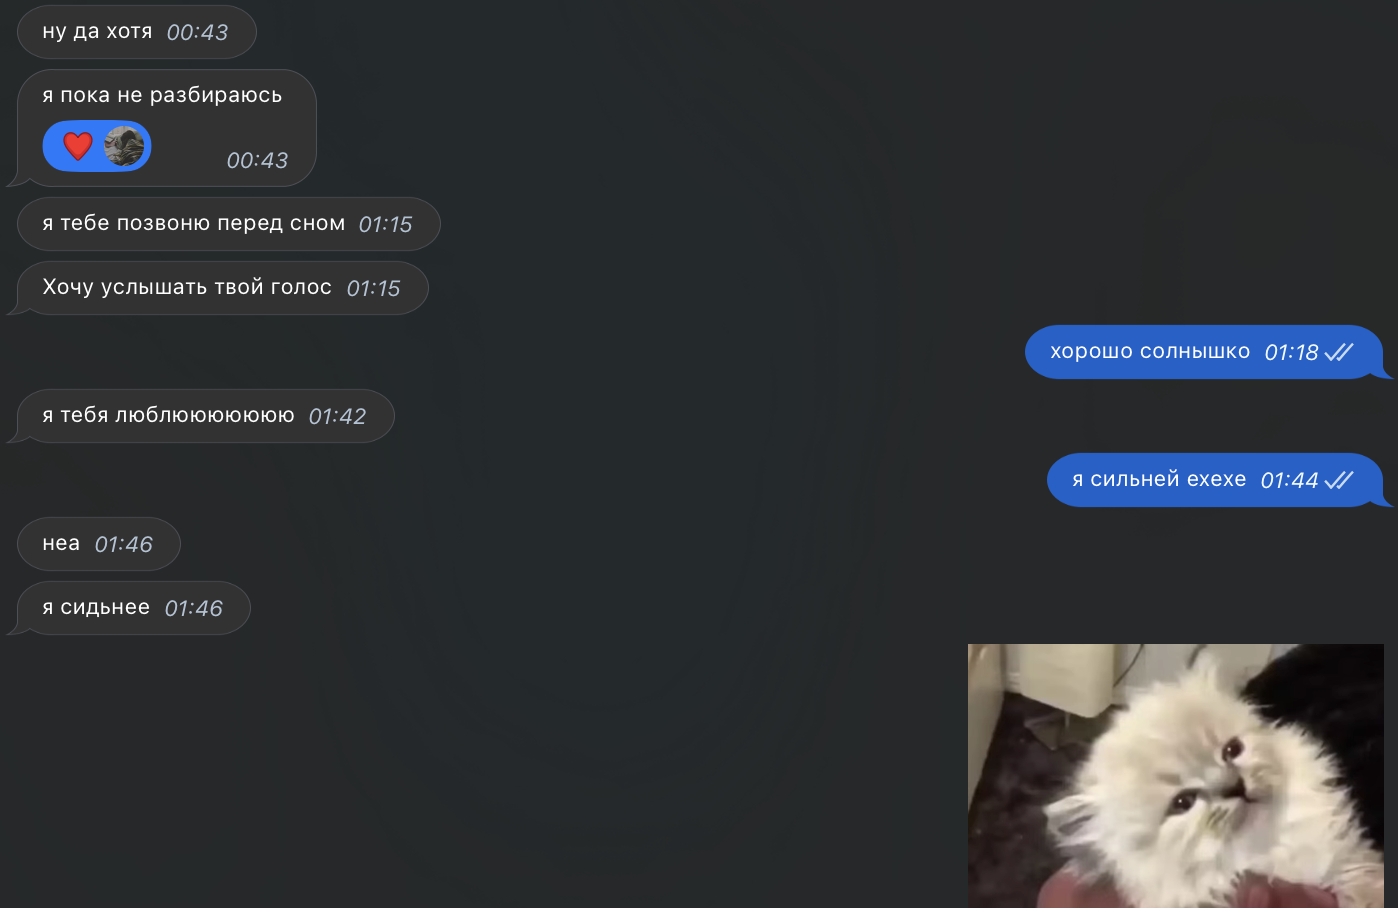 ну да хотя 00:43
я пока не разбираюсь
00:43
я тебе позвоню перед сном 01:15
Хочу услышать твой голос 01:15
хорошо солнышко 01:18
я тебя люблюююююююю 01:42
я сильней ехехе 01:44
неа 01:46
я сидьнее 01:46